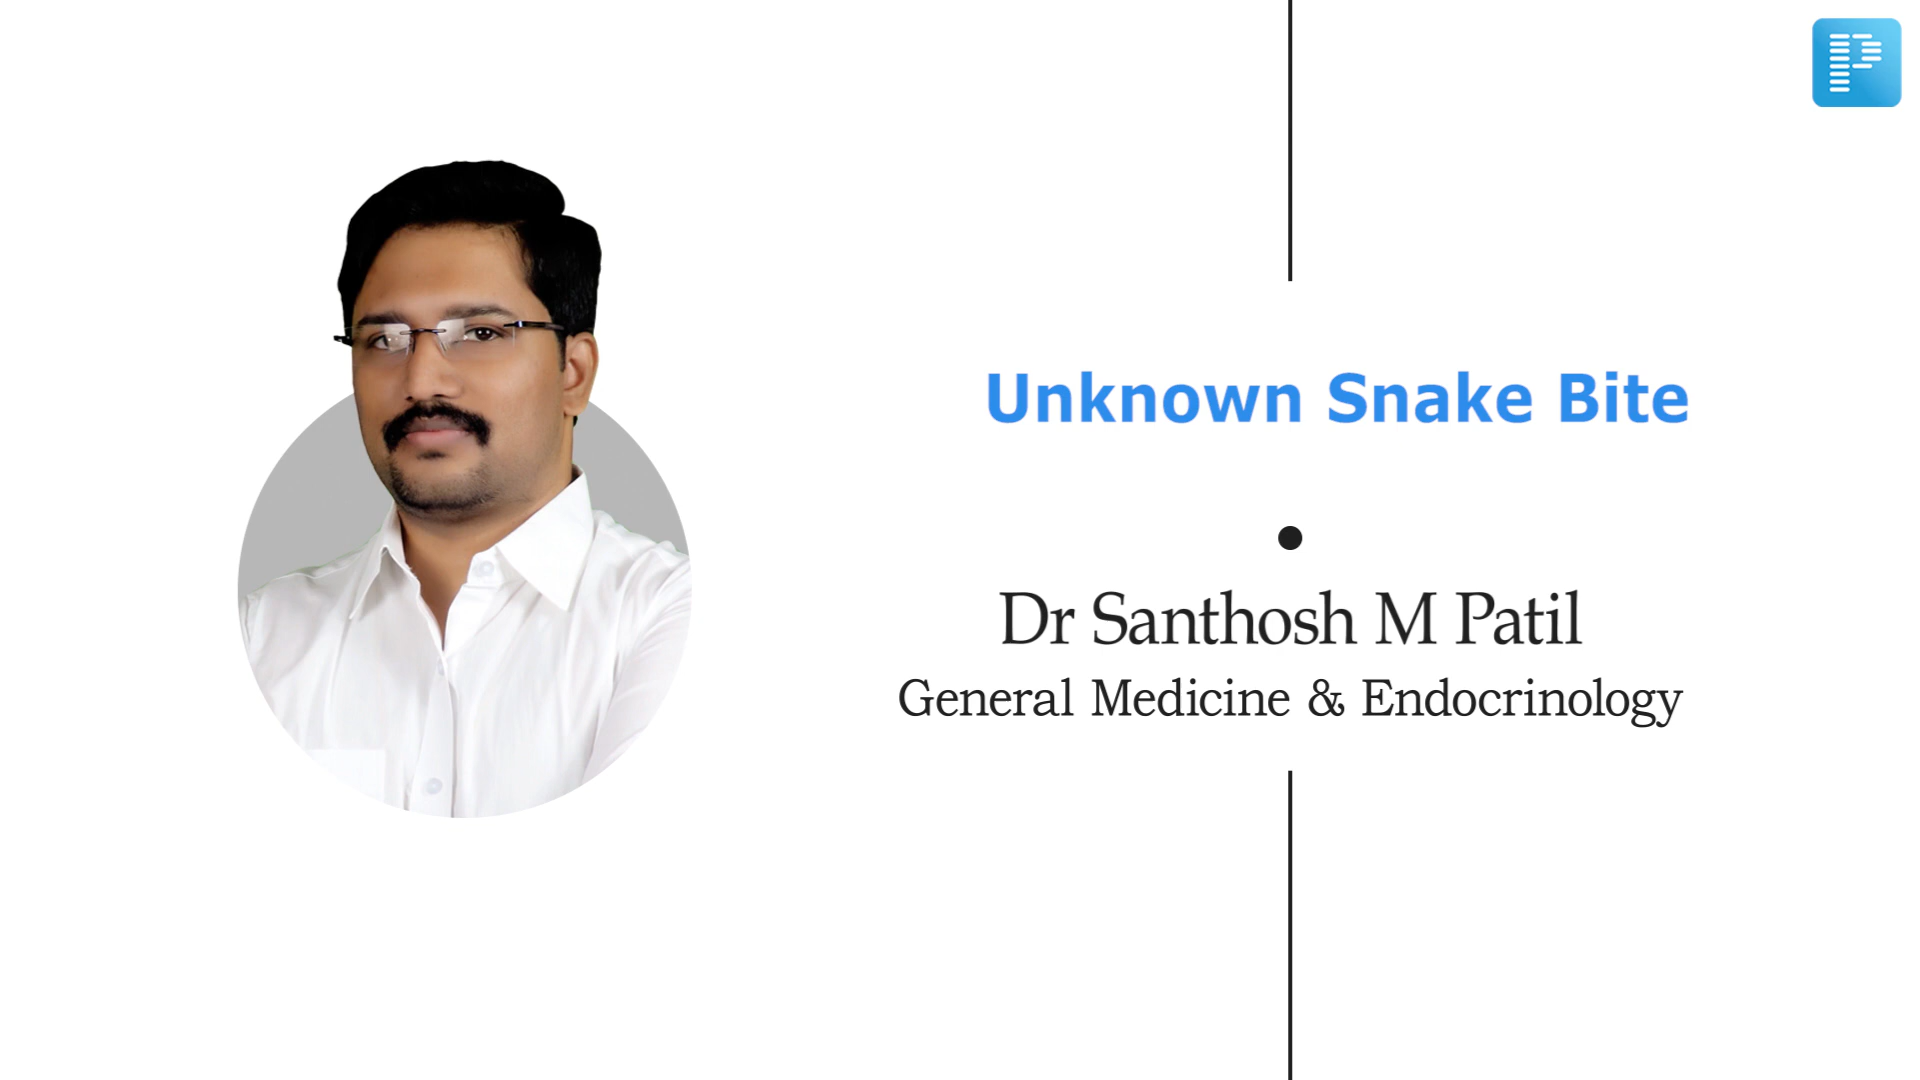 Unknown Snake Bite
Dr Santhosh M Patil
General Medicine & Endocrinology